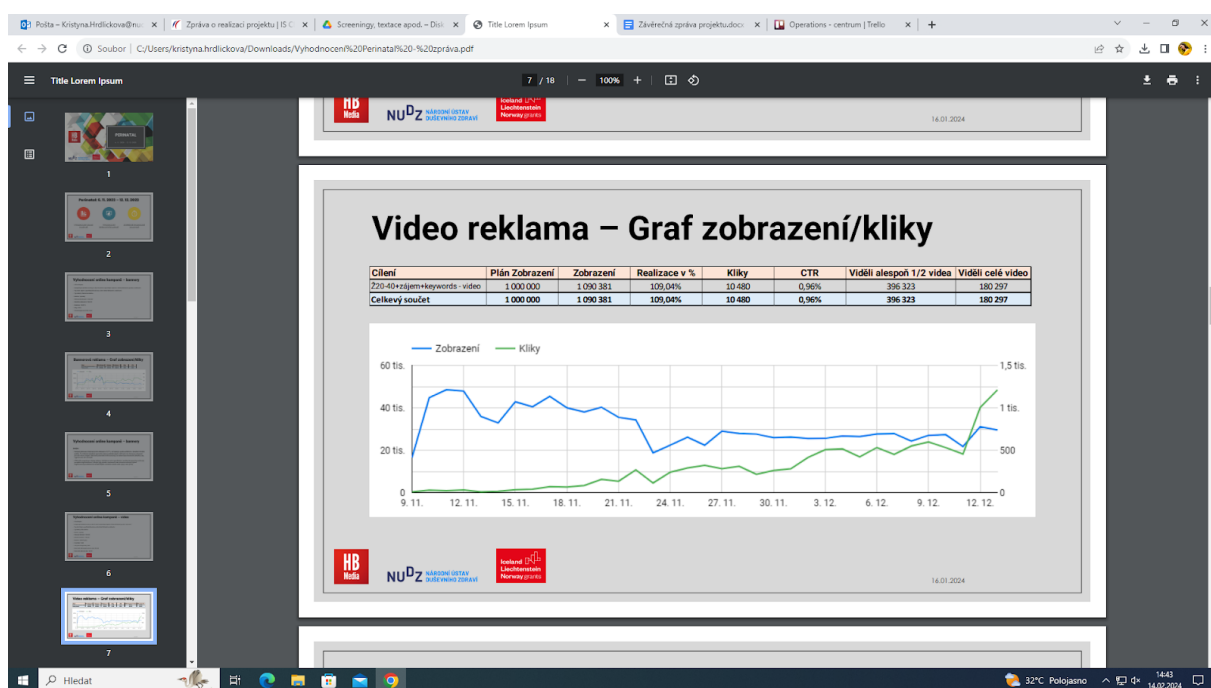 Pošta – Kristyna.Hrdlickova@nu
Zpráva o realizaci projektu | IS C
Screeningy, textace apod. – Disk
Title Lorem Ipsum
Závěrečná zpráva projektu.docx
Operations - centrum | Trello
Soubor | C:/Users/kristyna.hrdlickova/Downloads/Vyhodnocení%20Perinatal%20-%20zpráva.pdf
Title Lorem Ipsum
7 / 18
100%
PERINATAL
1
2
3
4
5
6
7
HB
Media
NUDZ NÁRODNÍ ÚSTAV
DUŠEVNÍHO ZDRAVÍ
Iceland
Liechtenstein
Norway grants
16.01.2024
Video reklama – Graf zobrazení/kliky
Cílení Plán Zobrazení Zobrazení Realizace v % Kliky CTR Viděli alespoň 1/2 videa Viděli celé video
Ž20-40+zájem+keywords - video 1 000 000 1 090 381 109,04% 10 480 0,96% 396 323 180 297
Celkový součet 1 000 000 1 090 381 109,04% 10 480 0,96% 396 323 180 297
Zobrazení Kliky
60 tis. 1,5 tis.
40 tis. 1 tis.
20 tis. 500
0 0
9. 11. 12. 11. 15. 11. 18. 11. 21. 11. 24. 11. 27. 11. 30. 11. 3. 12. 6. 12. 9. 12. 12. 12.
HB
Media
NUDZ NÁRODNÍ ÚSTAV
DUŠEVNÍHO ZDRAVÍ
Iceland
Liechtenstein
Norway grants
16.01.2024
Hledat
32°C Polojasno
14:43
14.02.2024